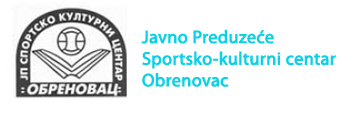 ЈП СПОРТСКО КУЛТУРНИ ЦЕНТАР
ОБРЕНОВАЦ
Javno Preduzeće
Sportsko-kulturni centar
Obrenovac